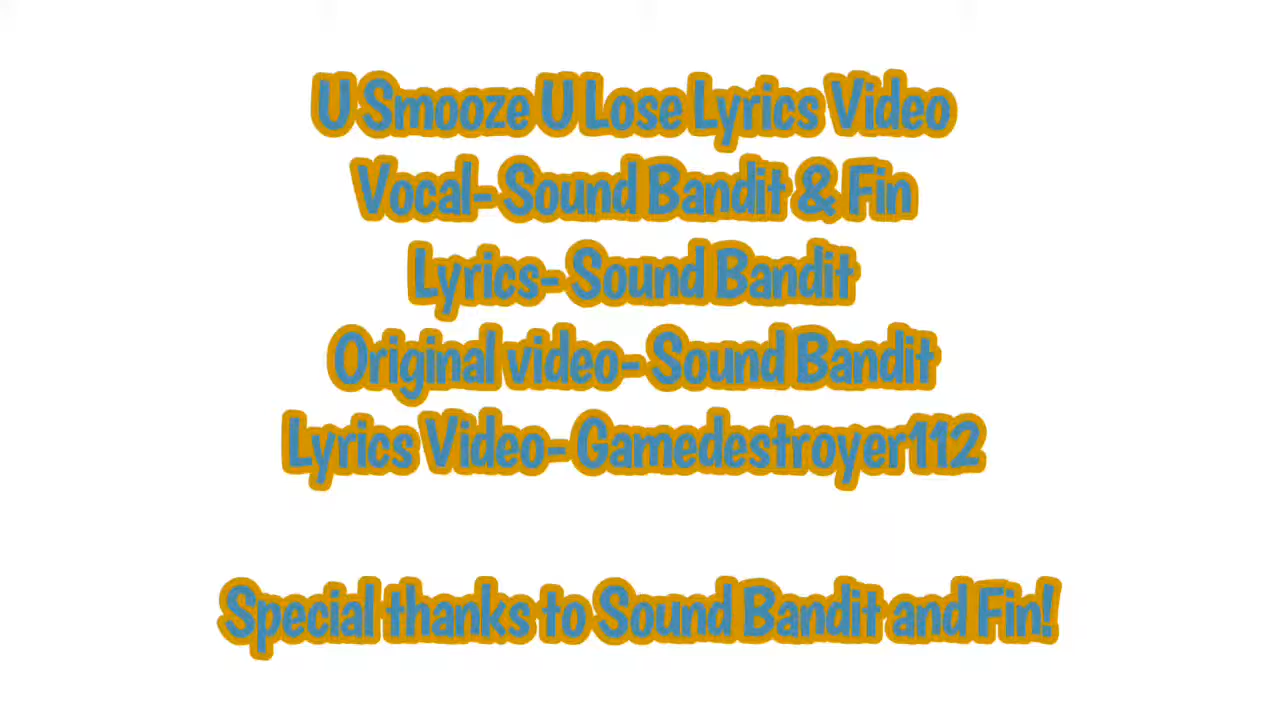 U Smooze U Lose Lyrics Video
Vocal- Sound Bandit & Fin
Lyrics- Sound Bandit
Original video- Sound Bandit
Lyrics Video- Gamedestroyer112
Special thanks to Sound Bandit and Fin!